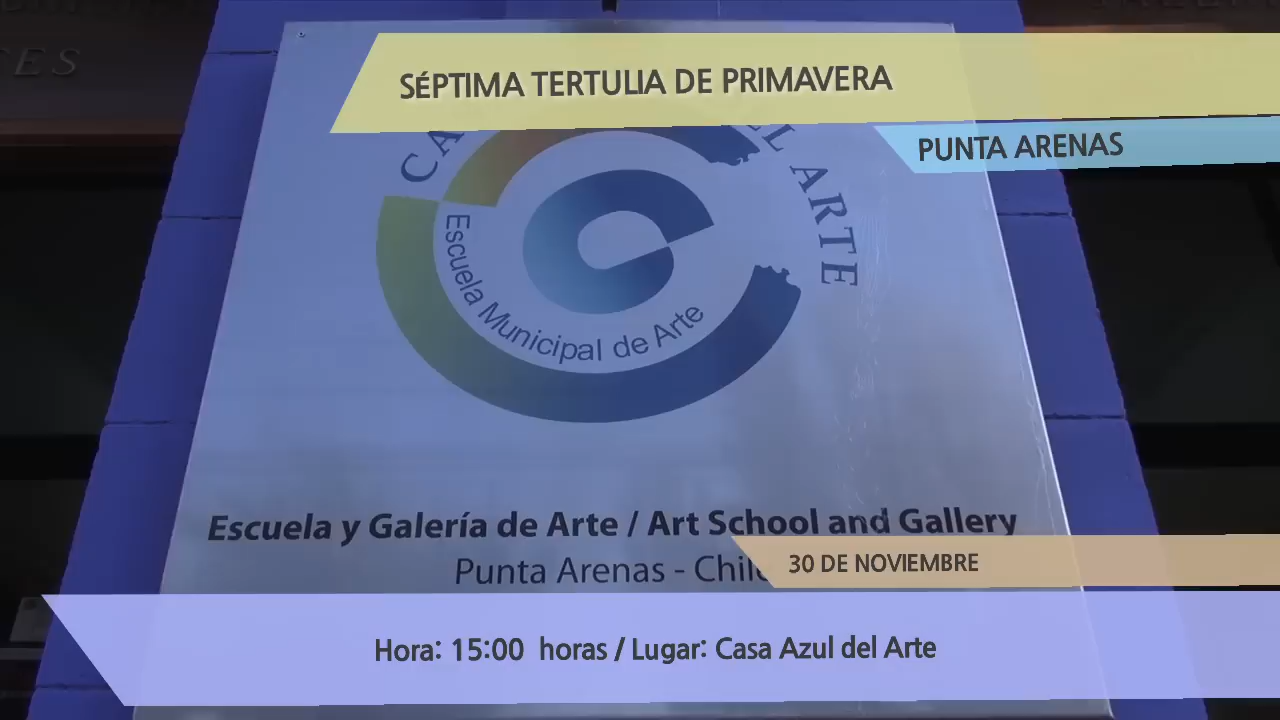 SÉPTIMA TERTULIA DE PRIMAVERA
PUNTA ARENAS
ARTE
Escuela Municipal de Arte
Escuela y Galería de Arte / Art School and Gallery
Punta Arenas - Chile
30 DE NOVIEMBRE
Hora: 15:00 horas / Lugar: Casa Azul del Arte